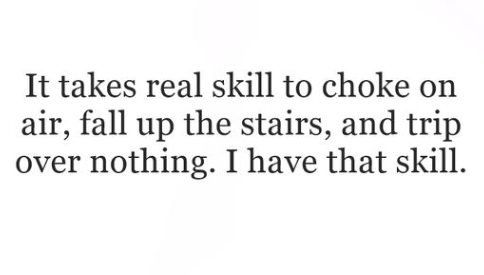 It takes real skill to choke on
air, fall up the stairs, and trip
over nothing. I have that skill.